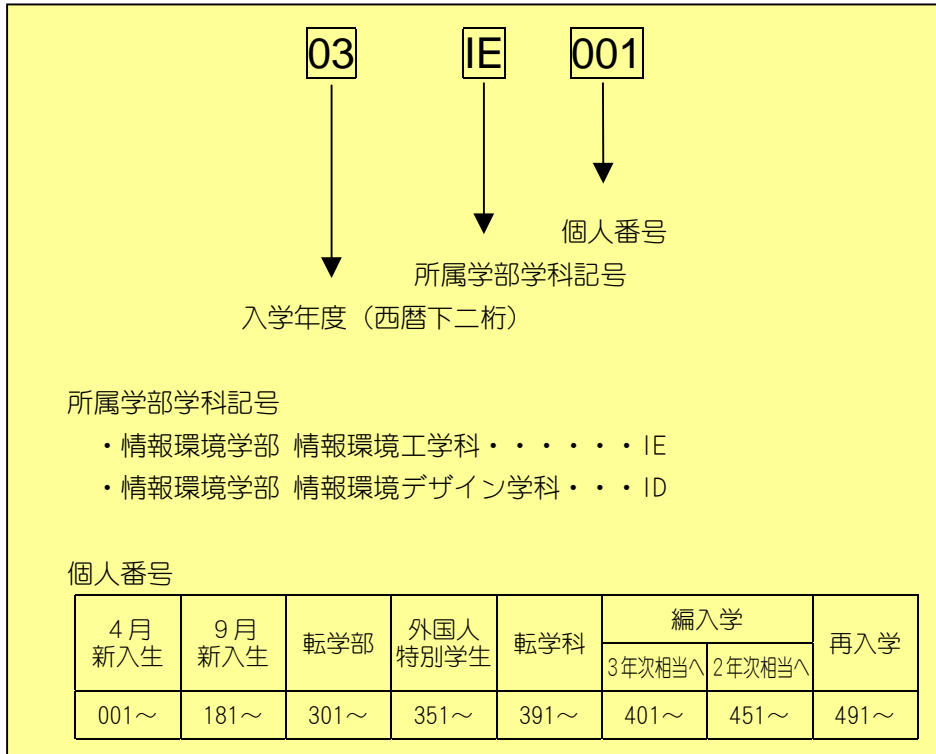 03 IE 001
個人番号
所属学部学科記号
入学年度（西暦下二桁）
所属学部学科記号
・情報環境学部 情報環境工学科・・・・・・IE
・情報環境学部 情報環境デザイン学科・・・ID
個人番号
4月 新入生 9月 新入生 転学部 外国人 特別学生 転学科 編入学 再入学
3年次相当へ 2年次相当へ
001～ 181～ 301～ 351～ 391～ 401～ 451～ 491～